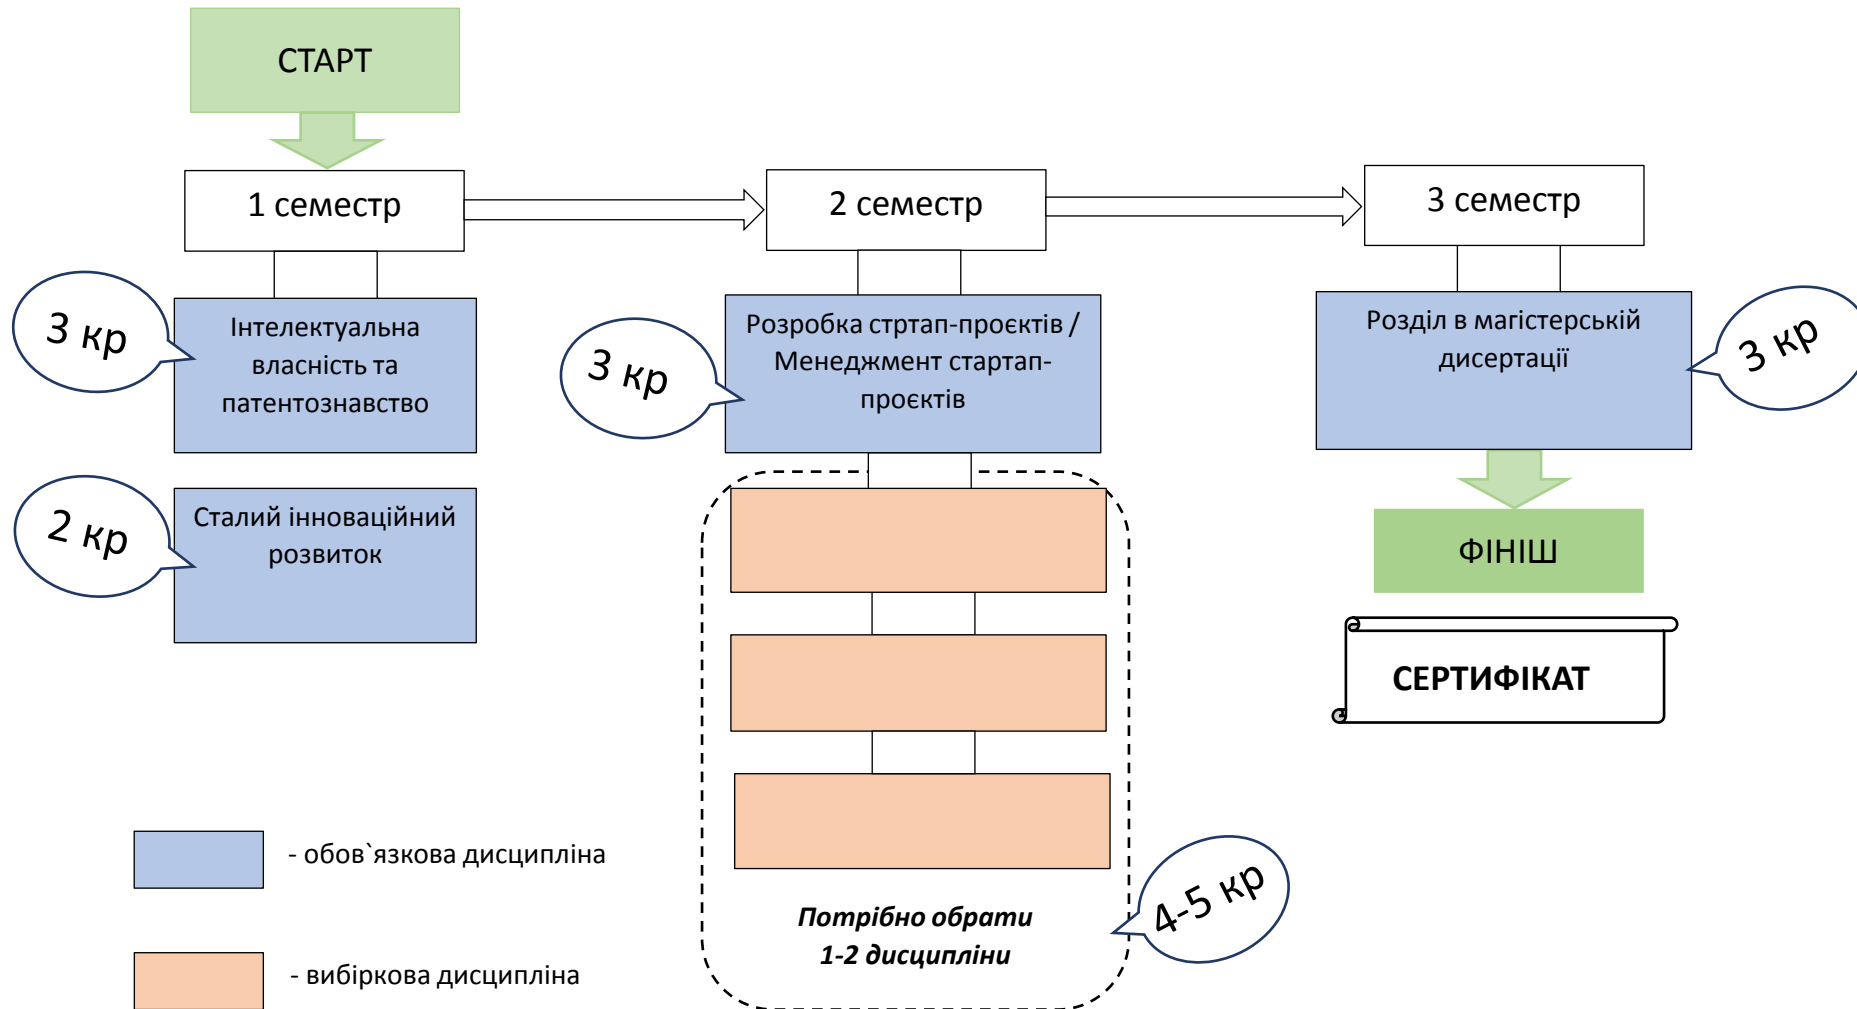 СТАРТ
1 семестр
2 семестр
3 семестр
3 кр
Інтелектуальна
власність та
патентознавство
2 кр
Сталий інноваційний
розвиток
3 кр
Розробка стртап-проєктів /
Менеджмент стартап-
проєктів
Потрібно обрати
1-2 дисципліни
4-5 кр
Розділ в магістерській
дисертації
3 кр
ФІНІШ
СЕРТИФІКАТ
- обов`язкова дисципліна
- вибіркова дисципліна